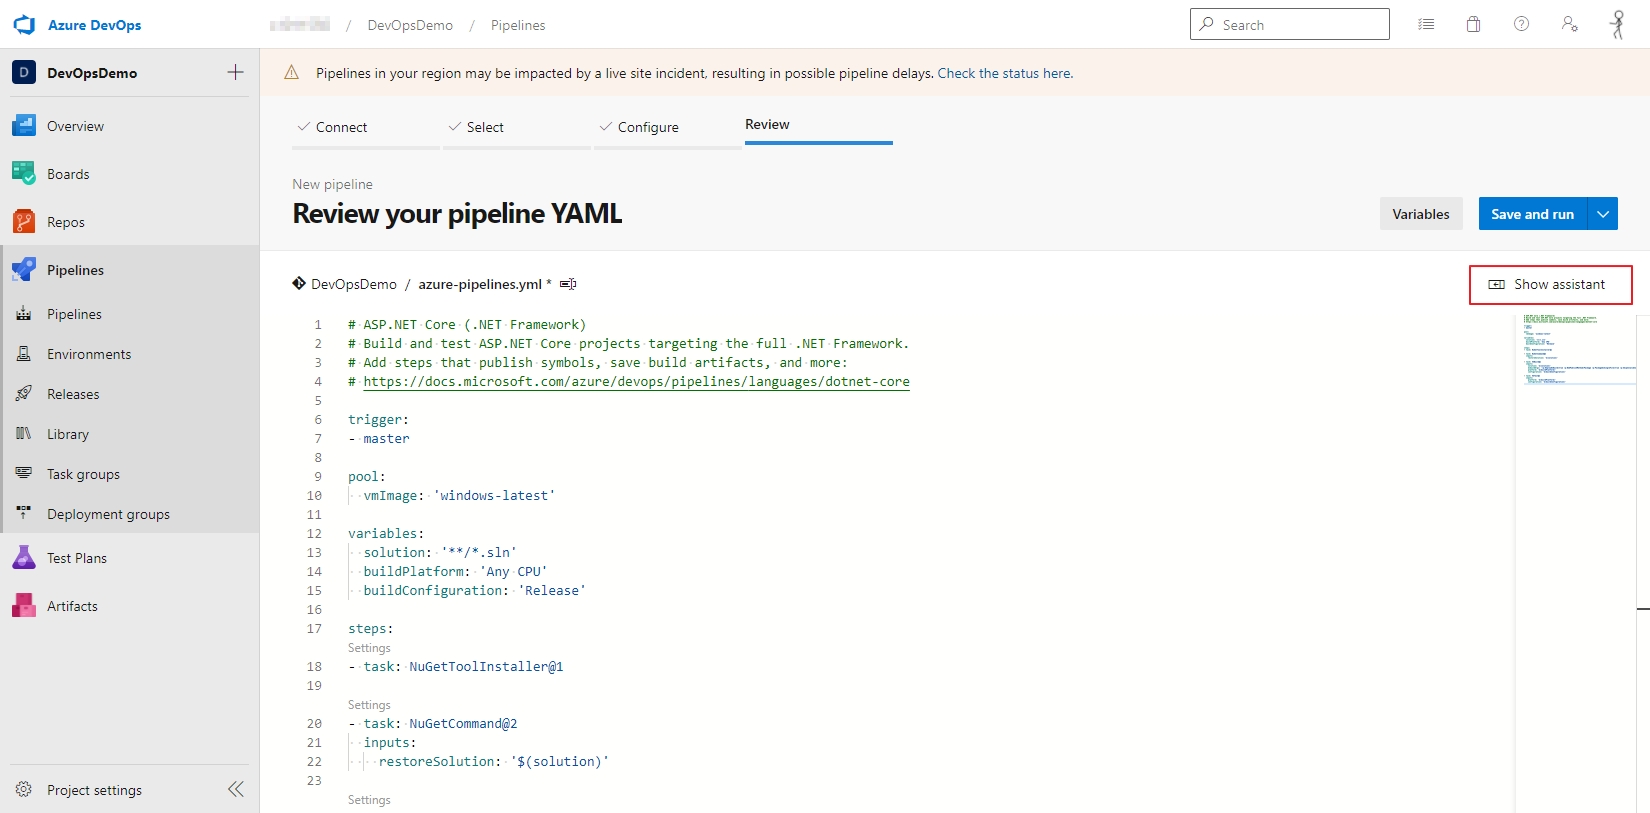 Azure DevOps
/ DevOpsDemo / Pipelines
Search
D DevOpsDemo
Overview
Boards
Repos
Pipelines
Pipelines
Environments
Releases
Library
Task groups
Deployment groups
Test Plans
Artifacts
Project settings
Pipelines in your region may be impacted by a live site incident, resulting in possible pipeline delays. Check the status here.
Connect Select Configure Review
New pipeline
Review your pipeline YAML
Variables Save and run
DevOpsDemo / azure-pipelines.yml *
Show assistant
1 # ASP.NET Core (.NET Framework)
2 # Build and test ASP.NET Core projects targeting the full .NET Framework.
3 # Add steps that publish symbols, save build artifacts, and more:
4 # https://docs.microsoft.com/azure/devops/pipelines/languages/dotnet-core
5
6 trigger:
7 - master
8
9 pool:
10 vmImage: 'windows-latest'
11
12 variables:
13 solution: '**/*.sln'
14 buildPlatform: 'Any CPU'
15 buildConfiguration: 'Release'
16
17 steps:
Settings
18 - task: NuGetToolInstaller@1
19
Settings
20 - task: NuGetCommand@2
21 inputs:
22 restoreSolution: '$(solution)'
23
Settings